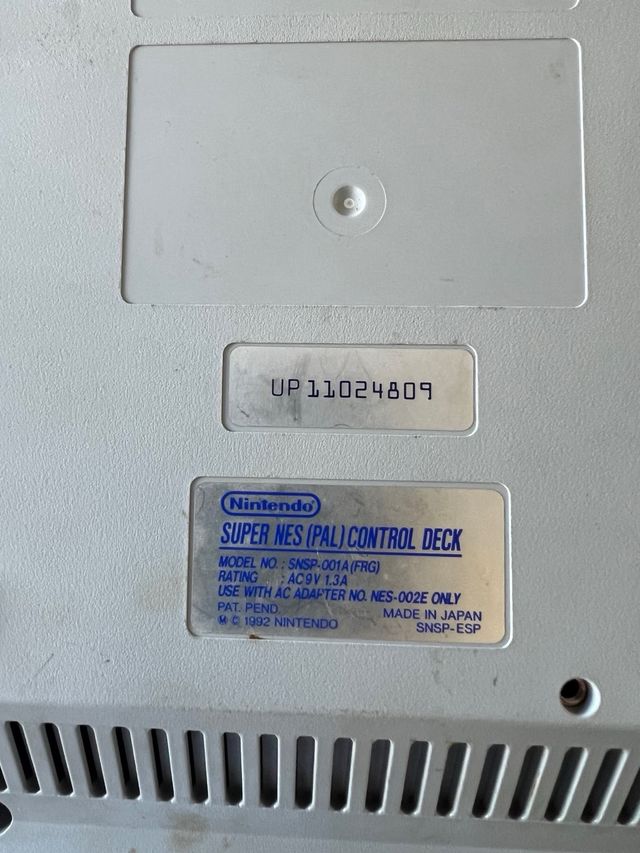 UP11024809
Nintendo®
SUPER NES (PAL) CONTROL DECK
MODEL NO. : SNSP-001A(FRG)
RATING : AC 9V 1.3A
USE WITH AC ADAPTER NO. NES-002E ONLY
PAT. PEND. MADE IN JAPAN
Ⓜ © 1992 NINTENDO SNSP-ESP